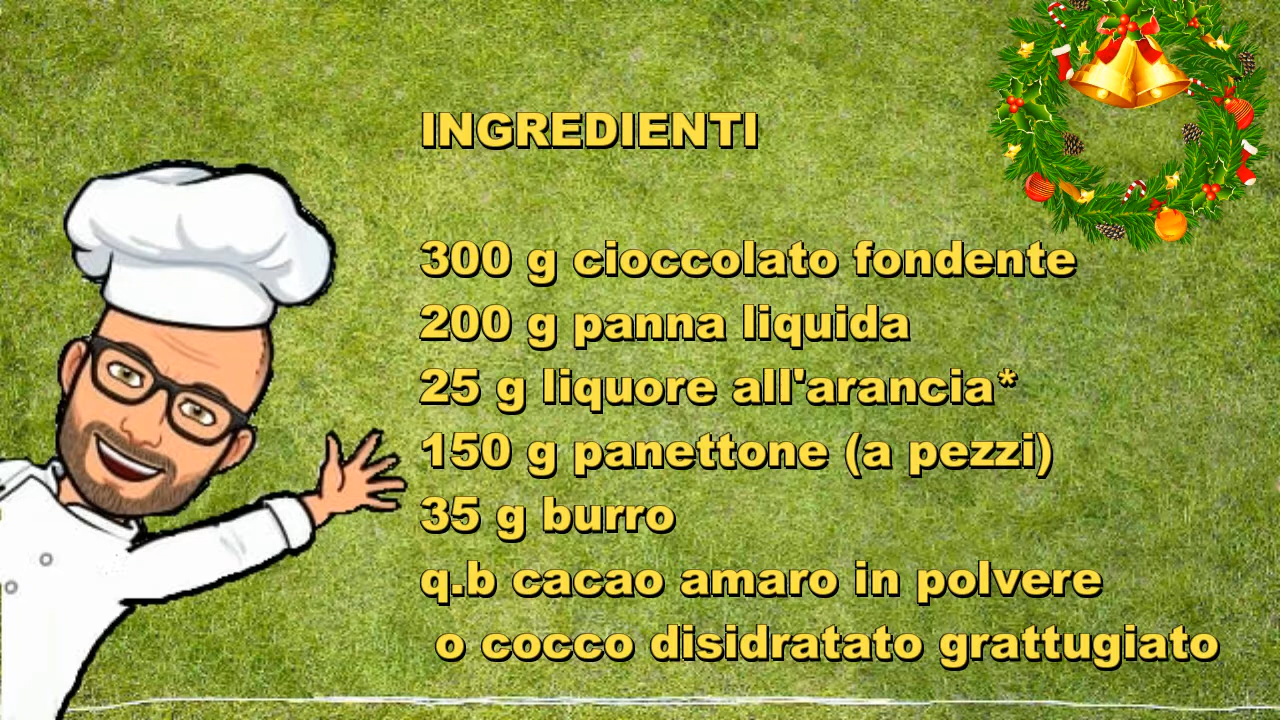 INGREDIENTI
300 g cioccolato fondente
200 g panna liquida
25 g liquore all'arancia*
150 g panettone (a pezzi)
35 g burro
q.b cacao amaro in polvere
o cocco disidratato grattugiato